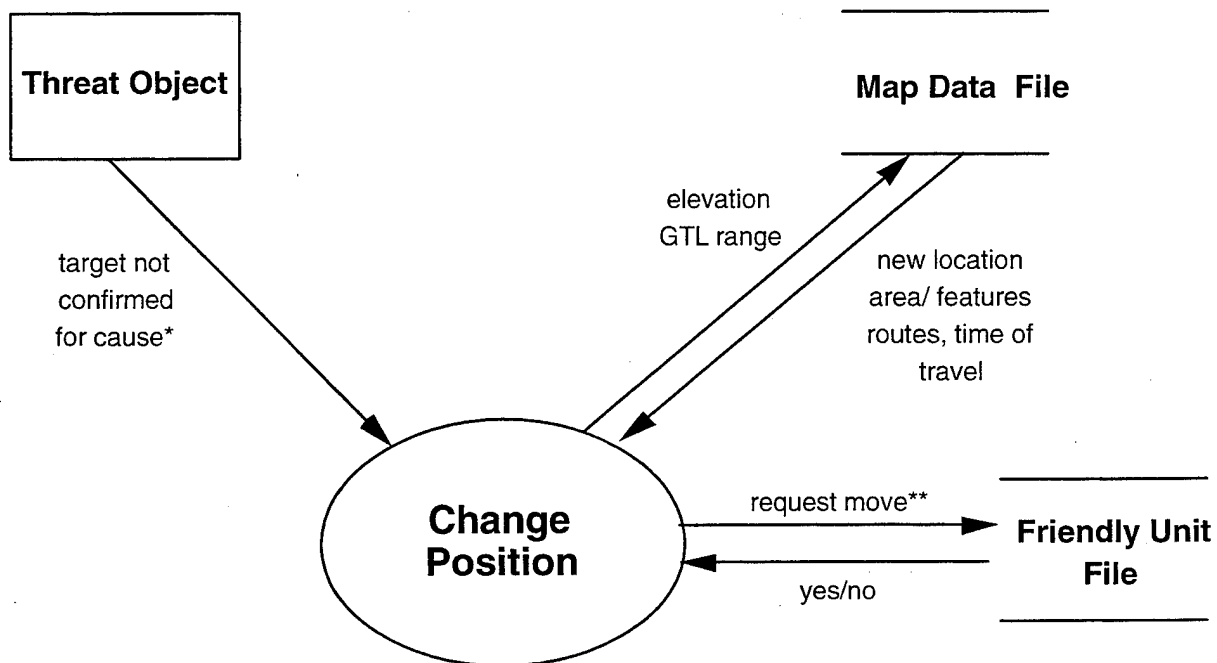 Threat Object
Map Data File
elevation
GTL range
target not
confirmed
for cause*
new location
area/ features
routes, time of
travel
Change
Position
request move**
yes/no
Friendly Unit
File